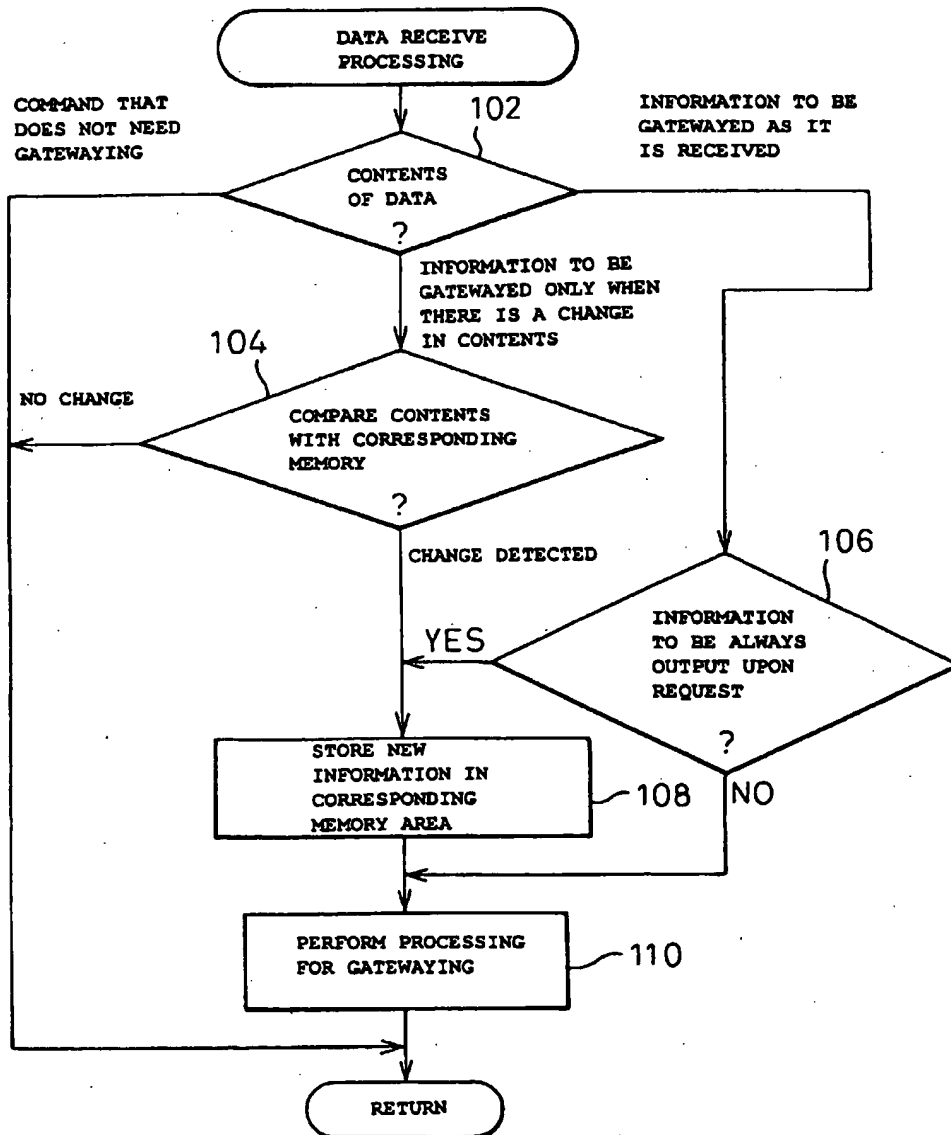 DATA RECEIVE
PROCESSING
COMMAND THAT
DOES NOT NEED
GATEWAYING
102
INFORMATION TO BE
GATEWAYED AS IT
IS RECEIVED
CONTENTS
OF DATA
?
INFORMATION TO BE
GATEWAYED ONLY WHEN
THERE IS A CHANGE
IN CONTENTS
104
NO CHANGE
COMPARE CONTENTS
WITH CORRESPONDING
MEMORY
?
CHANGE DETECTED
106
INFORMATION
TO BE ALWAYS
OUTPUT UPON
REQUEST
?
YES
NO
STORE NEW
INFORMATION IN
CORRESPONDING
MEMORY AREA
108
PERFORM PROCESSING
FOR GATEWAYING
110
RETURN